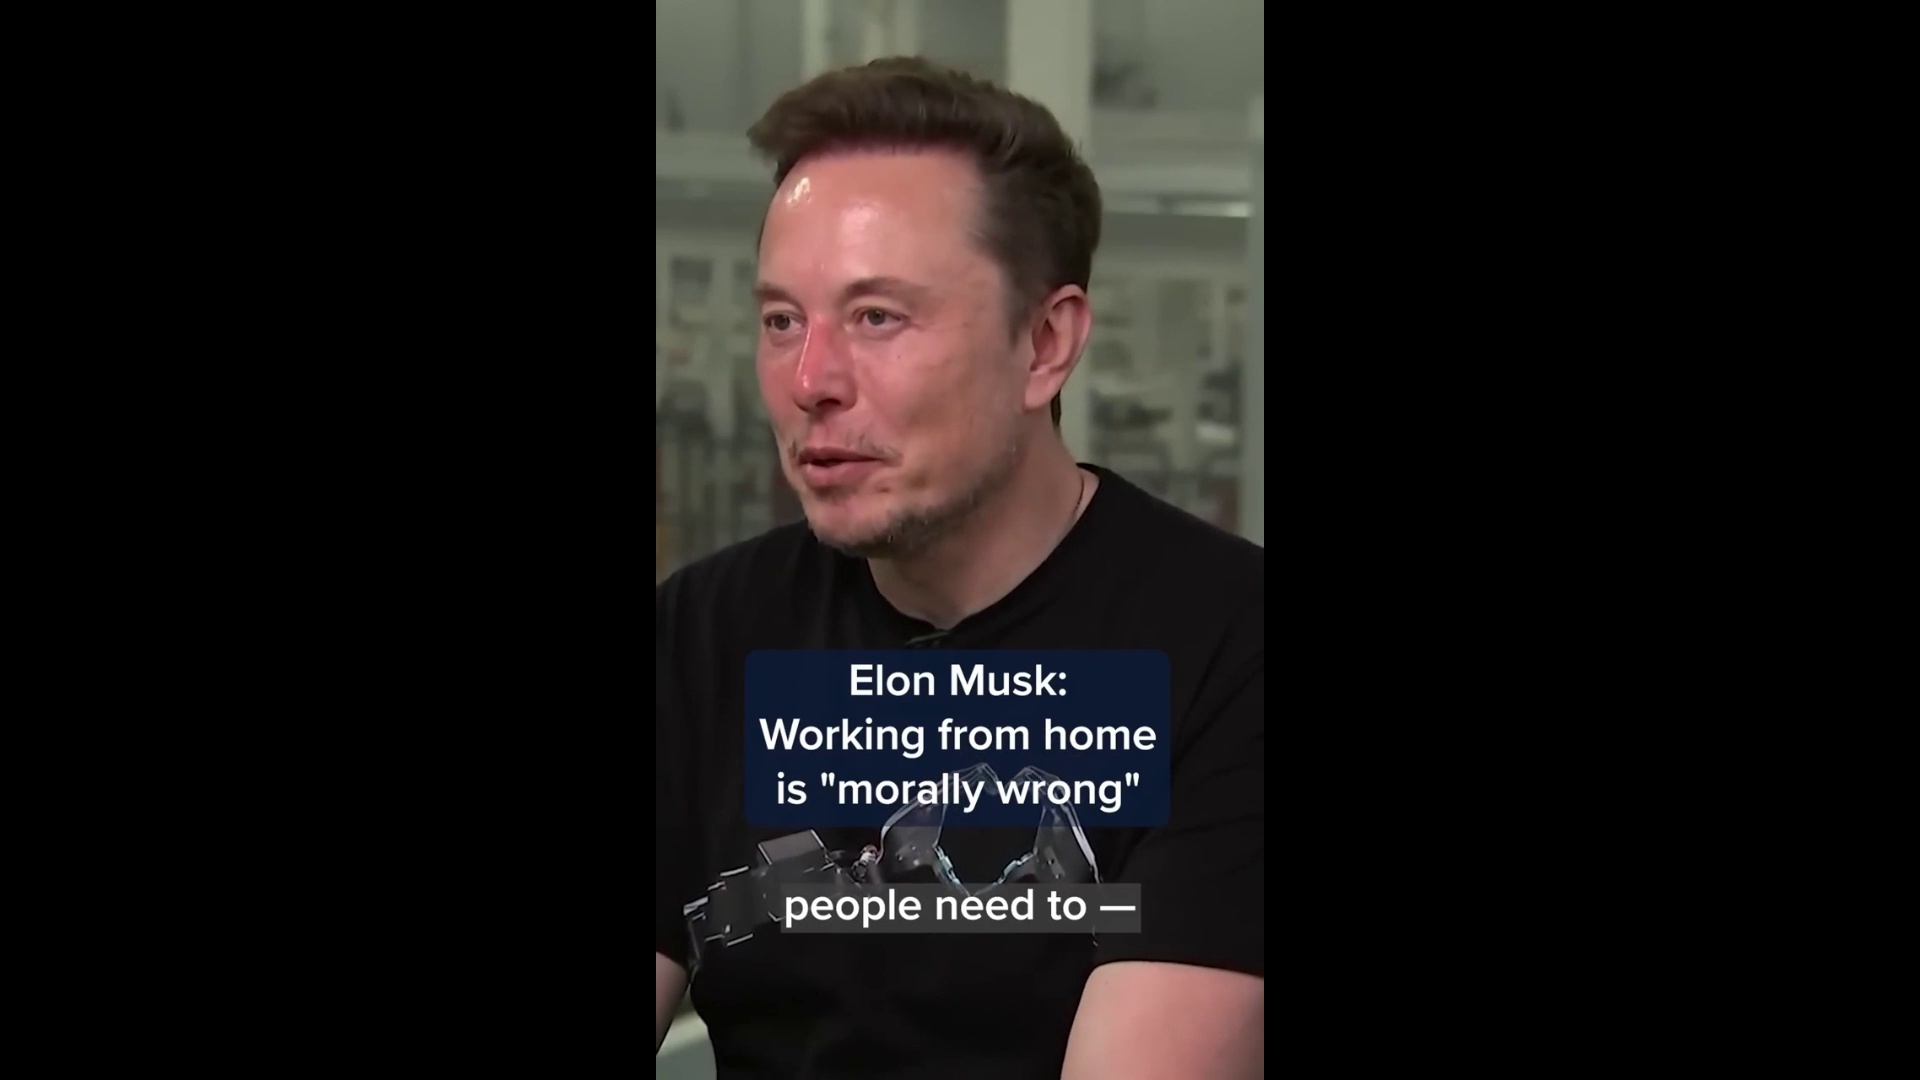 Elon Musk:
Working from home
is "morally wrong"
people need to —